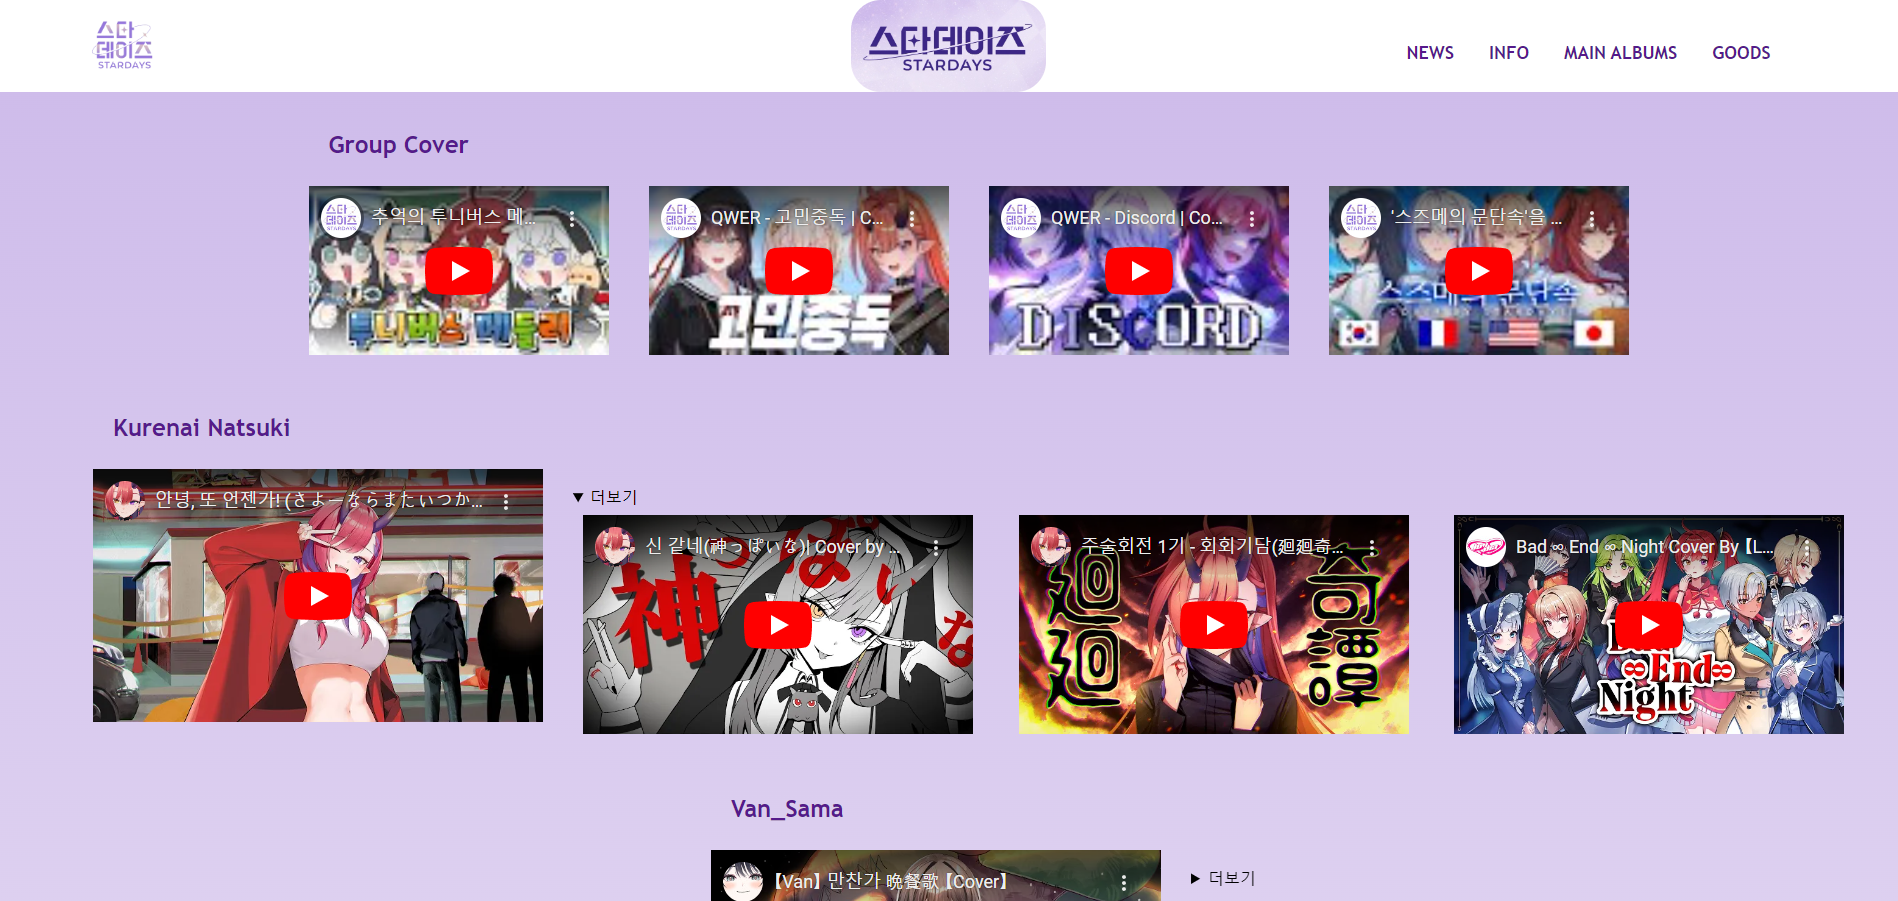 스타
데이즈
STARDAYS
스타데이즈
STARDAYS
NEWS
INFO
MAIN ALBUMS
GOODS
Group Cover
추억의 투니버스 메...
투니버스 메들리
QWER - 고민중독 | C...
고민중독
QWER - Discord | Co...
DISCORD
'스즈메의 문단속'을 ...
스즈메의 문단속
Kurenai Natsuki
안녕, 또 언젠가! (さよーならまたいつか...
▼ 더보기
신 같네(神っぽいな)| Cover by ...
神っぽいな
주술회전 1기 - 회회기담(廻廻奇...
廻廻奇譚
Bad ∞ End ∞ Night Cover By【L...
Bad
∞End∞
Night
Van_Sama
【Van】 만찬가 晩餐歌 【Cover】
▶ 더보기